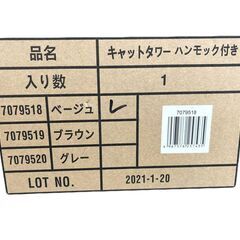 品名 キャットタワー ハンモック付き
入り数 1
7079518 ベージュ ✓
7079519 ブラウン
7079520 グレー
7079518
LOT NO. 2021-1-20